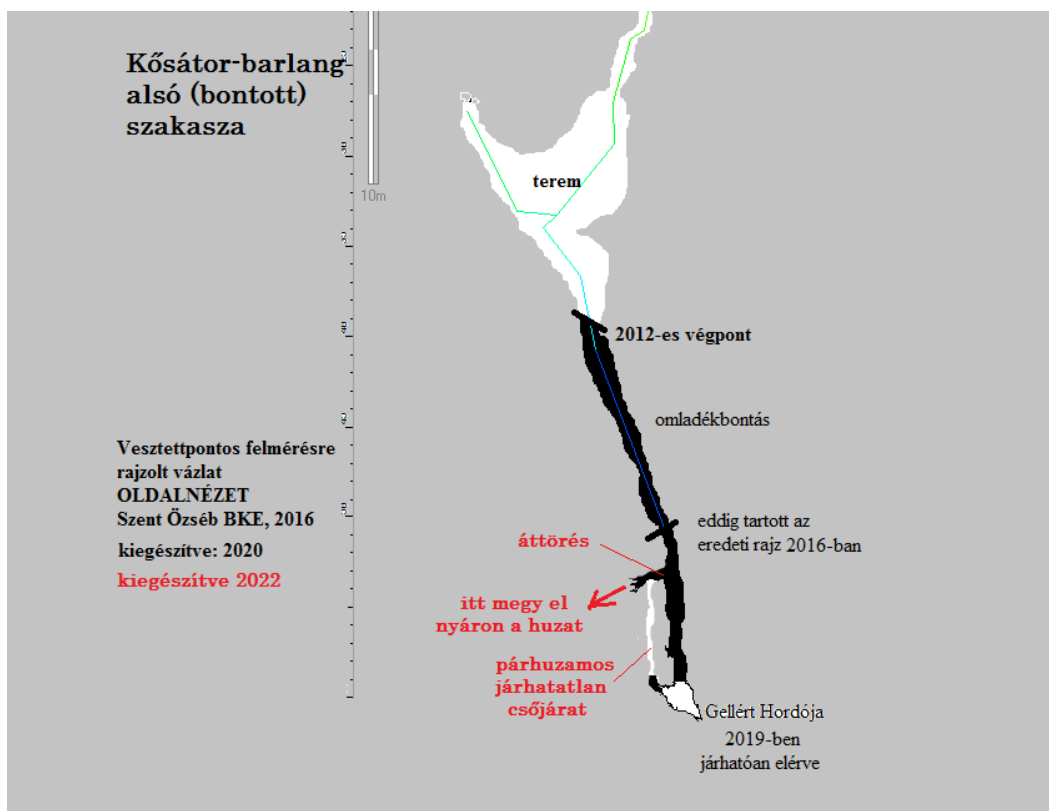 Kősátor-barlang
alsó (bontott)
szakasza
10m
terem
2012-es végpont
omladékbontás
Vesztettpontos felmérésre
rajzolt vázlat
OLDALNÉZET
Szent Özséb BKE, 2016
kiegészítve: 2020
kiegészítve 2022
eddig tartott az
eredeti rajz 2016-ban
áttörés
itt megy el
nyáron a huzat
párhuzamos
járhatatlan
csőjárat
Gellért Hordója
2019-ben
járhatóan elérve